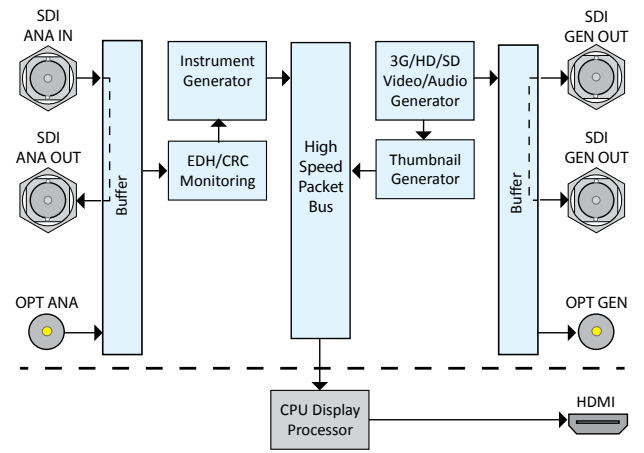 SDI
ANA IN
SDI
ANA OUT
OPT ANA
Buffer
Instrument
Generator
EDH/CRC
Monitoring
High
Speed
Packet
Bus
3G/HD/SD
Video/Audio
Generator
Thumbnail
Generator
Buffer
SDI
GEN OUT
SDI
GEN OUT
OPT GEN
CPU Display
Processor
HDMI